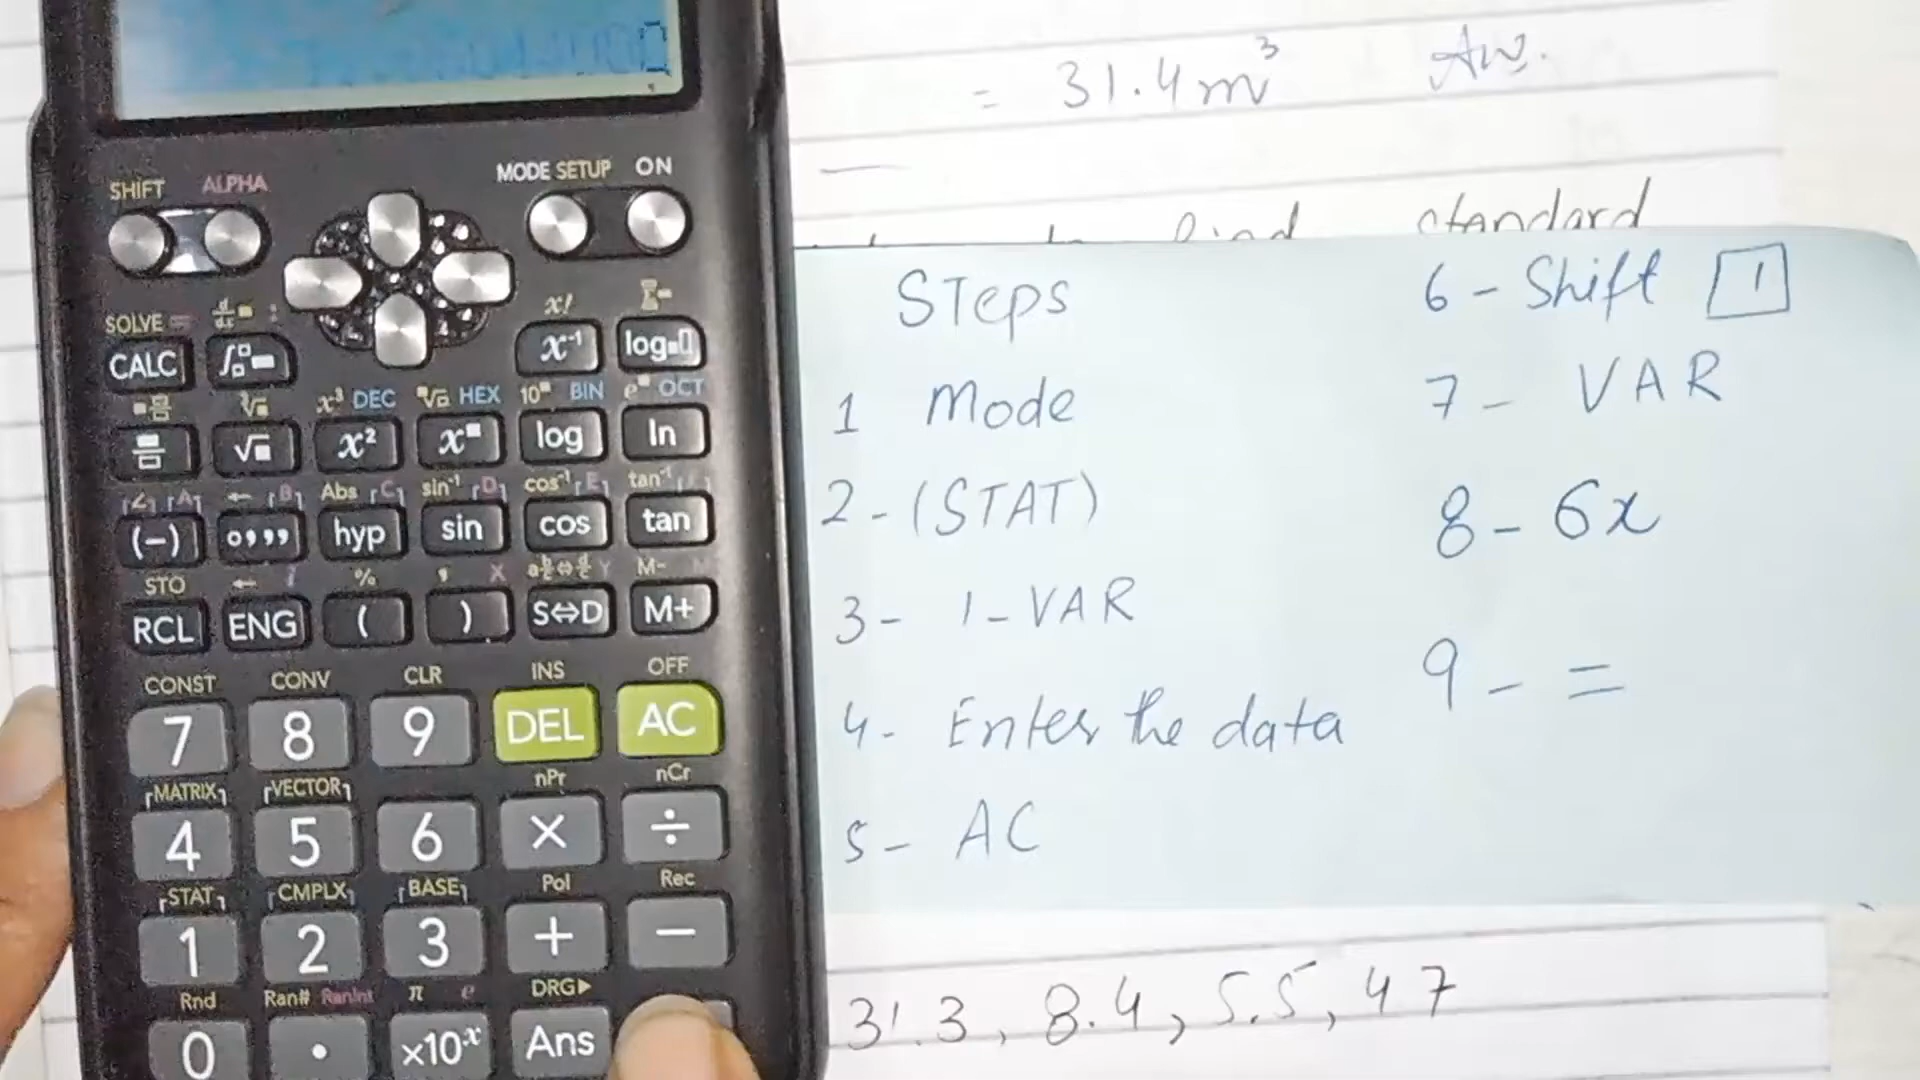 = 31.4 m³ Ans.
find standard
Steps
1 Mode
2 - (STAT)
3 - 1 - VAR
4 - Enter the data
5 - AC
6 - Shift 1
7 - VAR
8 - 6x
9 - =
31.3, 8.4, 5.5, 47
SHIFT ALPHA MODE SETUP ON
SOLVE = d/dx : x! Σ
CALC ∫ x⁻¹ log
³√ x³ DEC ˣ√ HEX 10 BIN e OCT
√ x² x log ln
∠ A ← B Abs C sin⁻¹ D cos⁻¹ E tan⁻¹
(−) hyp sin cos tan
STO ← i % , X a b/c⇔d/c Y M−
RCL ENG ( ) S⇔D M+
CONST CONV CLR INS OFF
7 8 9 DEL AC
MATRIX VECTOR nPr nCr
4 5 6 × ÷
STAT CMPLX BASE Pol Rec
1 2 3 + −
Rnd Ran# RanInt π e DRG▶
0 • ×10ˣ Ans